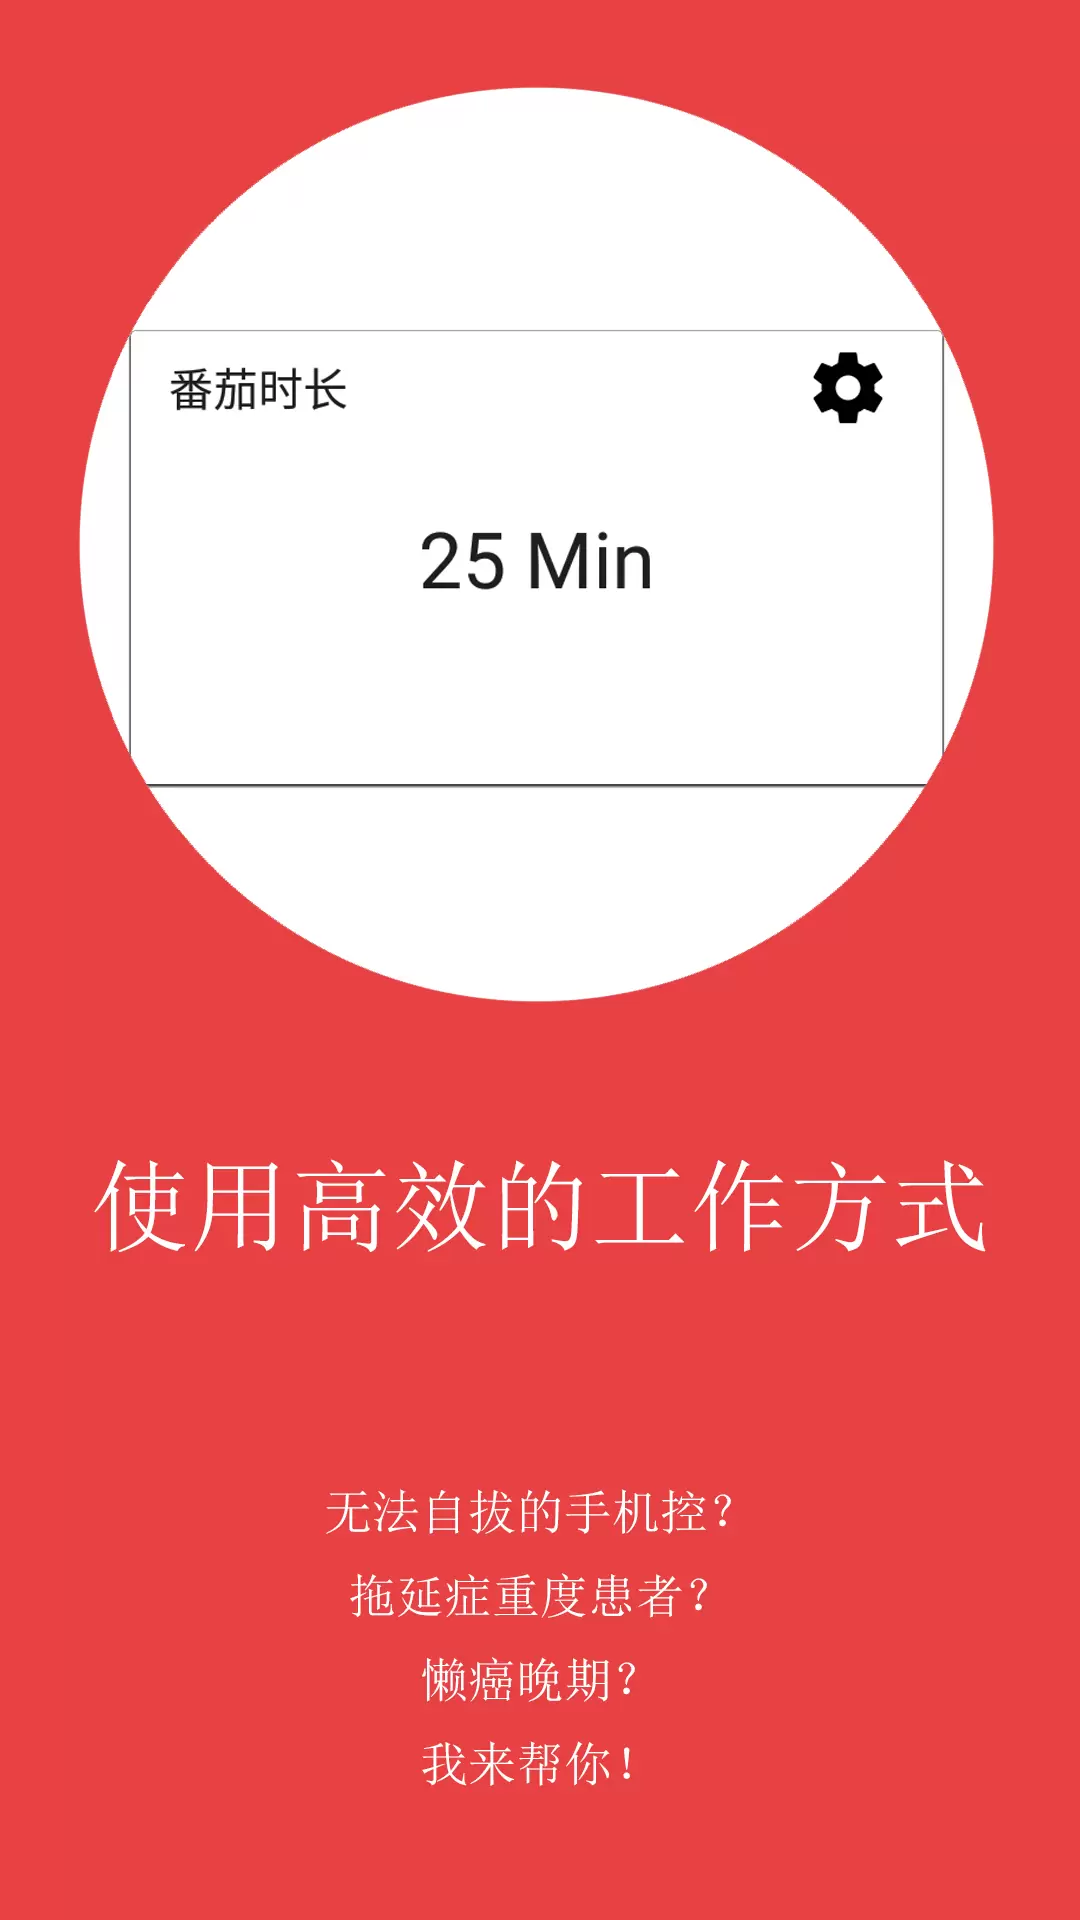 番茄时长
25 Min
使用高效的工作方式
无法自拔的手机控？
拖延症重度患者？
懒癌晚期？
我来帮你！